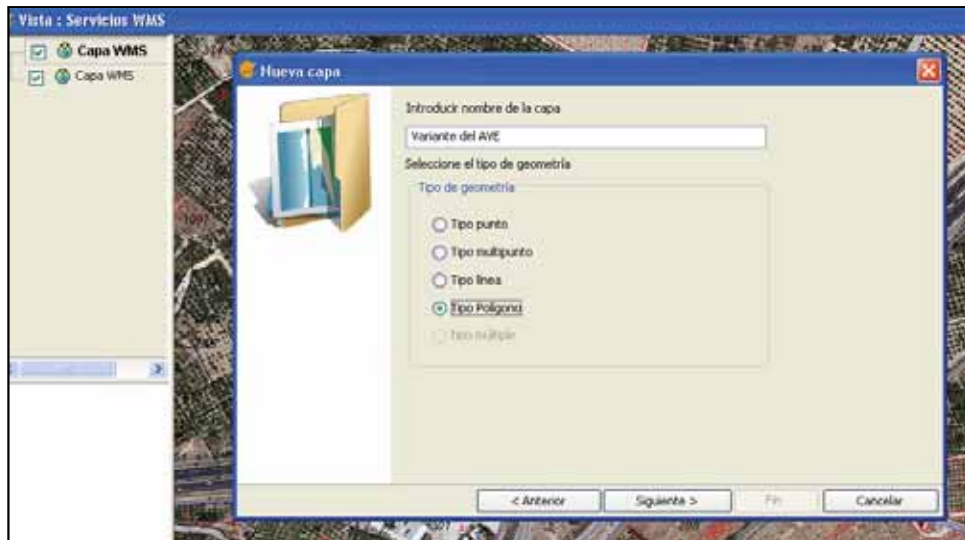 Vista : Servicios WMS
Capa WMS
Capa WMS
Nueva capa
Introducir nombre de la capa
Variante del AVE
Seleccione el tipo de geometría
Tipo de geometría
Tipo punto
Tipo multipunto
Tipo línea
Tipo Polígono
Tipo múltiple
< Anterior
Siguiente >
Fin
Cancelar